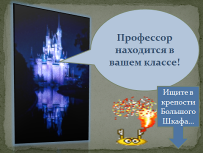 Профессор
находится в
вашем классе!
Ищите в
крепости
Большого
Шкафа...